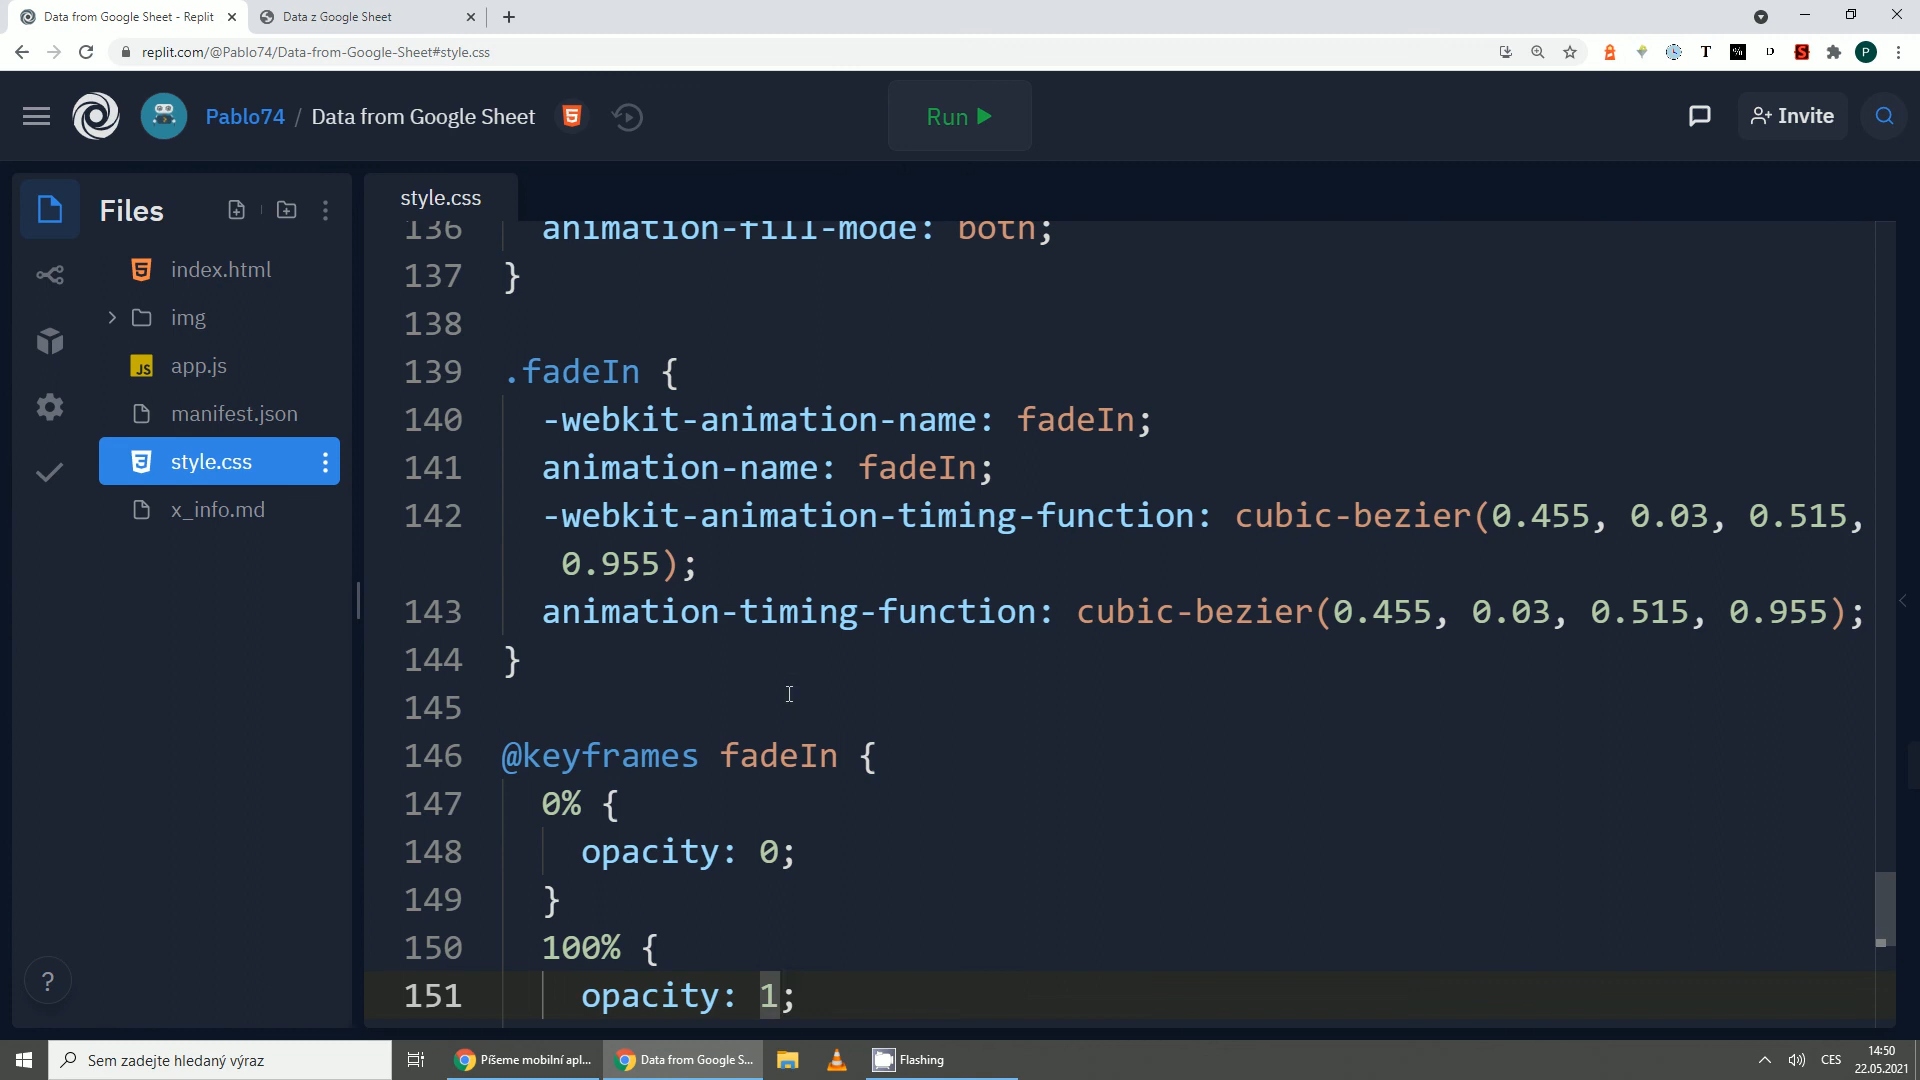 Data from Google Sheet - Replit
Data z Google Sheet
replit.com/@Pablo74/Data-from-Google-Sheet#style.css
T
D
S
P
Pablo74 / Data from Google Sheet
Run
Invite
Files
index.html
img
JS app.js
manifest.json
style.css
x_info.md
?
style.css
136 animation-fill-mode: both;
137 }
138
139 .fadeIn {
140 -webkit-animation-name: fadeIn;
141 animation-name: fadeIn;
142 -webkit-animation-timing-function: cubic-bezier(0.455, 0.03, 0.515,
0.955);
143 animation-timing-function: cubic-bezier(0.455, 0.03, 0.515, 0.955);
144 }
145
146 @keyframes fadeIn {
147 0% {
148 opacity: 0;
149 }
150 100% {
151 opacity: 1;
Sem zadejte hledaný výraz
Píšeme mobilní apl...
Data from Google S...
Flashing
CES
14:50
22.05.2021